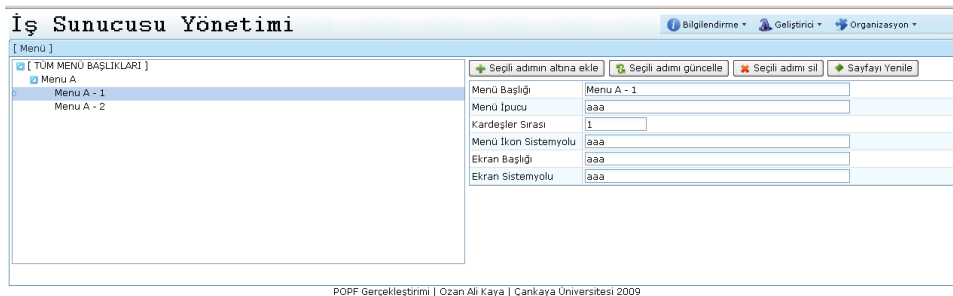 İş Sunucusu Yönetimi
Bilgilendirme Geliştirici Organizasyon
[ Menü ]
[ TÜM MENÜ BAŞLIKLARI ]
Menu A
Menu A - 1
Menu A - 2
Seçili adımın altına ekle Seçili adımı güncelle Seçili adımı sil Sayfayı Yenile
Menü Başlığı Menu A - 1
Menü İpucu aaa
Kardeşler Sırası 1
Menü İkon Sistemyolu aaa
Ekran Başlığı aaa
Ekran Sistemyolu aaa
POPF Gerçekleştirimi | Ozan Ali Kaya | Çankaya Üniversitesi 2009